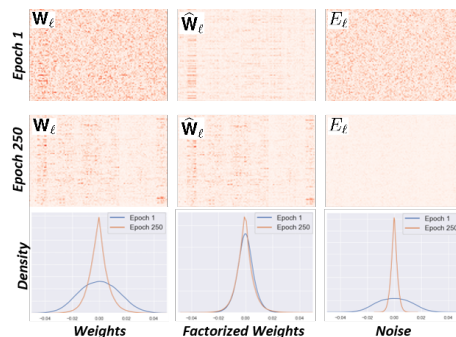 Epoch 1
W_ℓ
Ŵ_ℓ
E_ℓ
Epoch 250
W_ℓ
Ŵ_ℓ
E_ℓ
Density
Epoch 1
Epoch 250
Epoch 1
Epoch 250
Epoch 1
Epoch 250
-0.04 -0.02 0.00 0.02 0.04
-0.04 -0.02 0.00 0.02 0.04
-0.04 -0.02 0.00 0.02 0.04
Weights
Factorized Weights
Noise